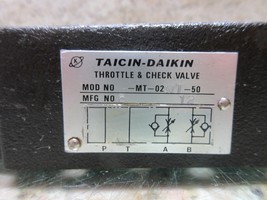 TAICIN-DAIKIN
THROTTLE & CHECK VALVE
MOD NO -MT-02 -50
MFG NO
P T A B